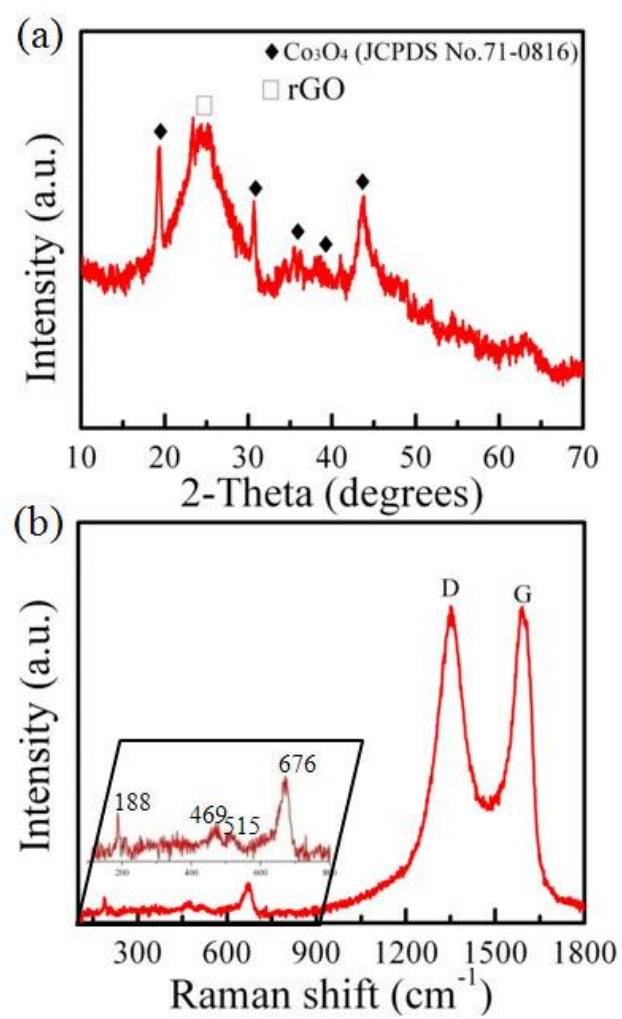 (a)
◆ Co₃O₄ (JCPDS No.71-0816)
□ rGO
Intensity (a.u.)
10 20 30 40 50 60 70
2-Theta (degrees)
(b)
D G
Intensity (a.u.)
676
188
469
515
200 400 600
300 600 900 1200 1500 1800
Raman shift (cm⁻¹)